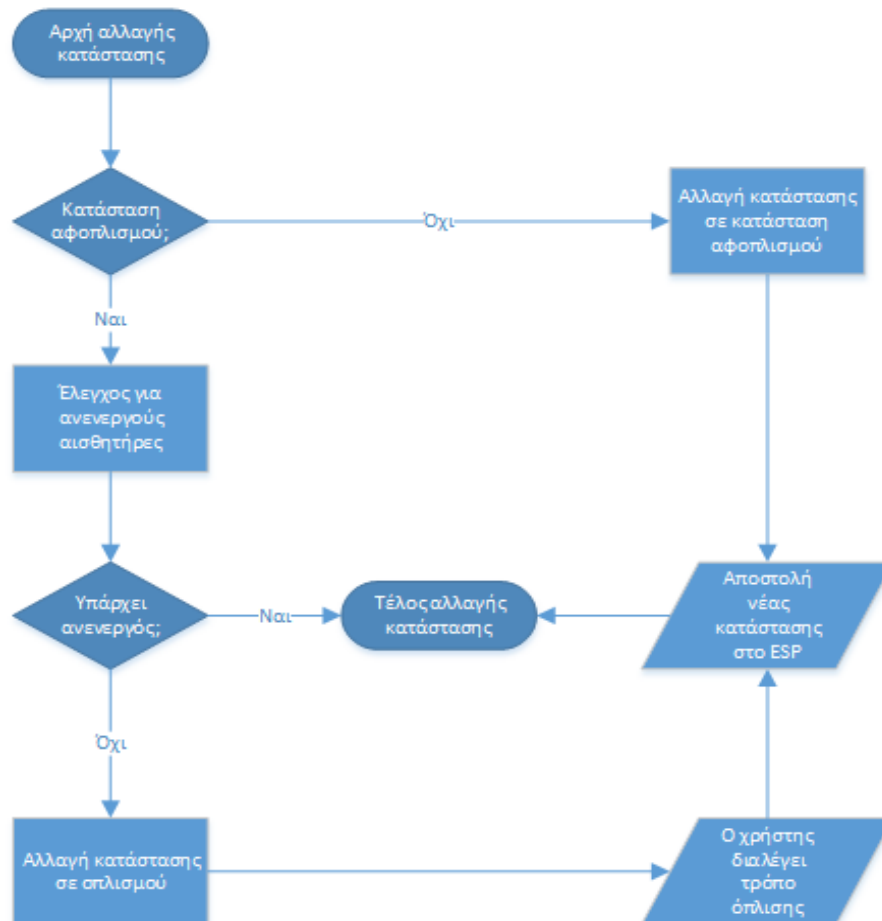 Αρχή αλλαγής
κατάστασης
Κατάσταση
αφοπλισμού;
Όχι
Αλλαγή κατάστασης
σε κατάσταση
αφοπλισμού
Ναι
Έλεγχος για
ανενεργούς
αισθητήρες
Υπάρχει
ανενεργός;
Ναι
Τέλος αλλαγής
κατάστασης
Αποστολή
νέας
κατάστασης
στο ESP
Όχι
Αλλαγή κατάστασης
σε οπλισμού
Ο χρήστης
διαλέγει
τρόπο
όπλισης